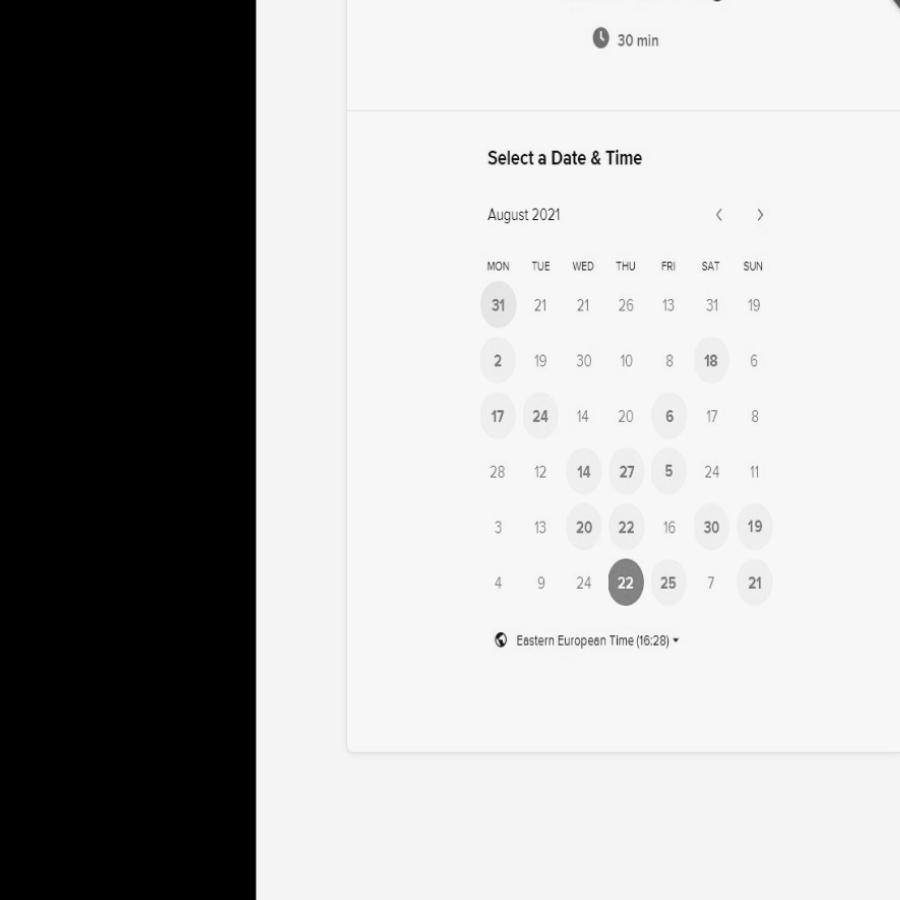 30 min
Select a Date & Time
August 2021
MON TUE WED THU FRI SAT SUN
31 21 21 26 13 31 19
2 19 30 10 8 18 6
17 24 14 20 6 17 8
28 12 14 27 5 24 11
3 13 20 22 16 30 19
4 9 24 22 25 7 21
Eastern European Time (16:28)